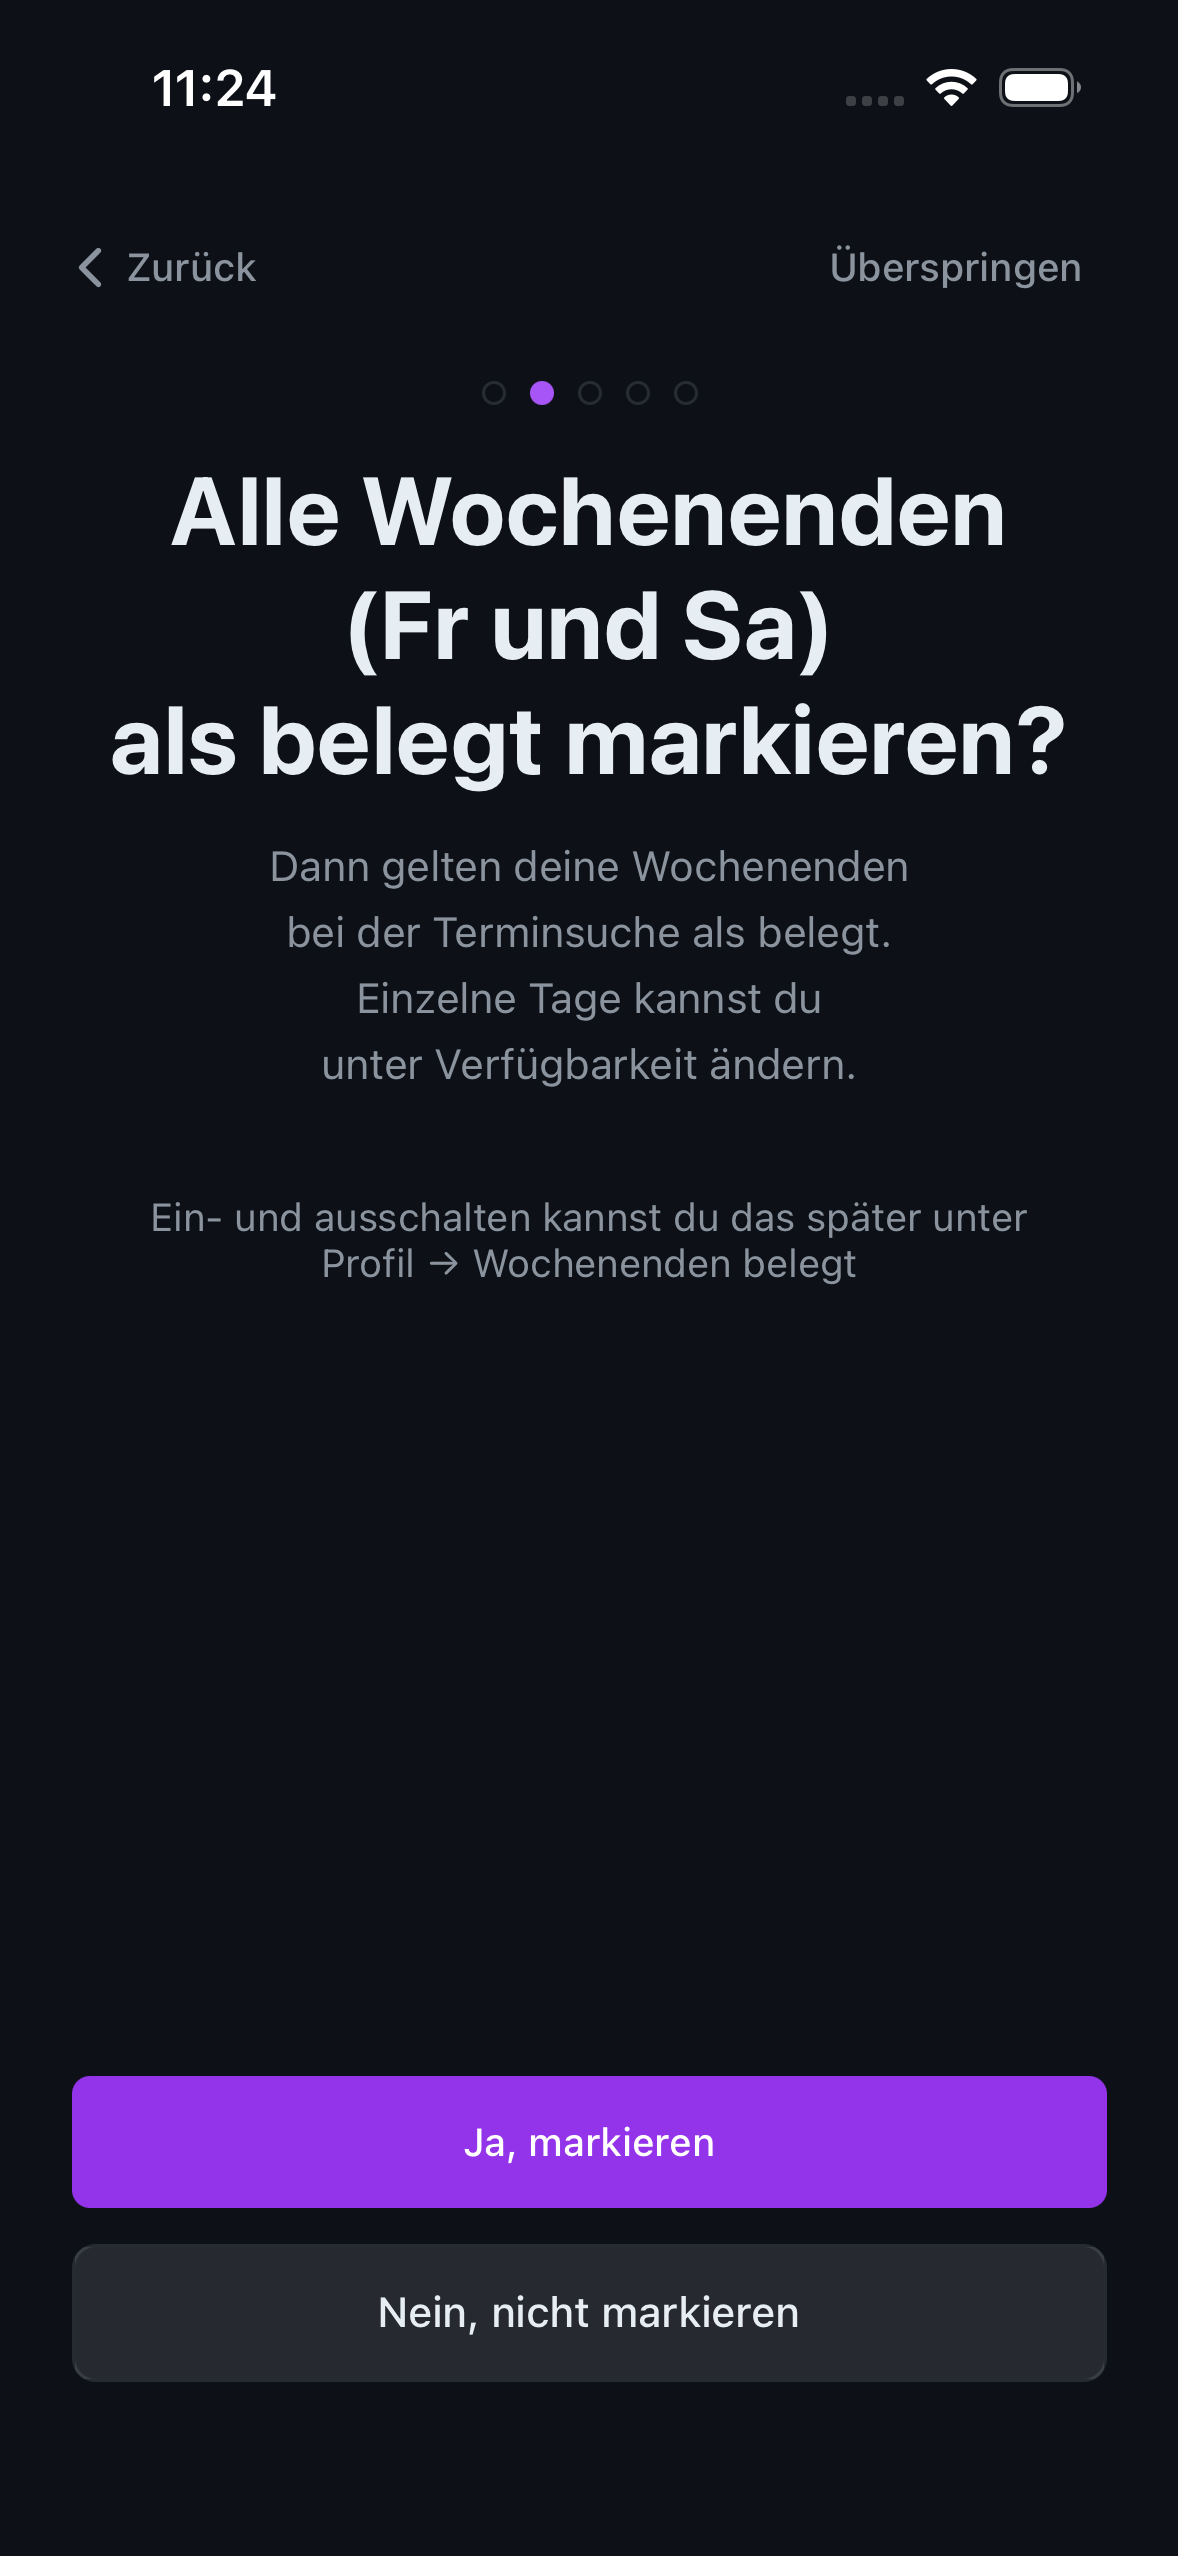 11:24
Zurück
Überspringen
Alle Wochenenden
(Fr und Sa)
als belegt markieren?
Dann gelten deine Wochenenden
bei der Terminsuche als belegt.
Einzelne Tage kannst du
unter Verfügbarkeit ändern.
Ein- und ausschalten kannst du das später unter
Profil → Wochenenden belegt
Ja, markieren
Nein, nicht markieren